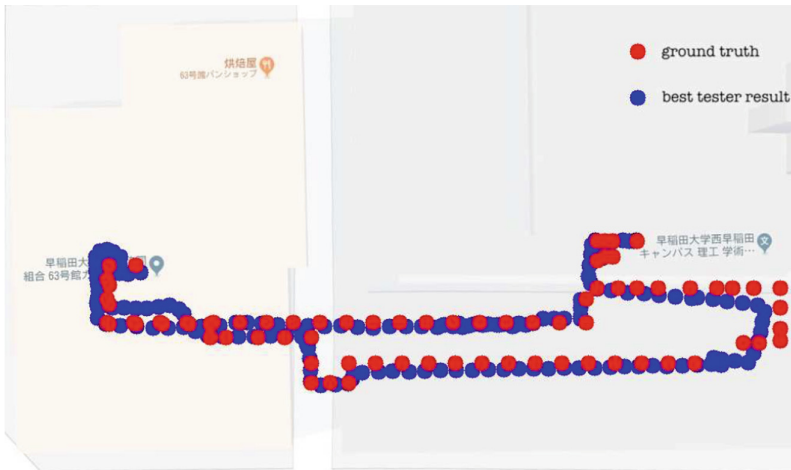 烘焙屋
63号館パンショップ
ground truth
best tester result
早稲田大
組合 63号館
早稲田大学西早稲田
キャンパス 理工 学術…